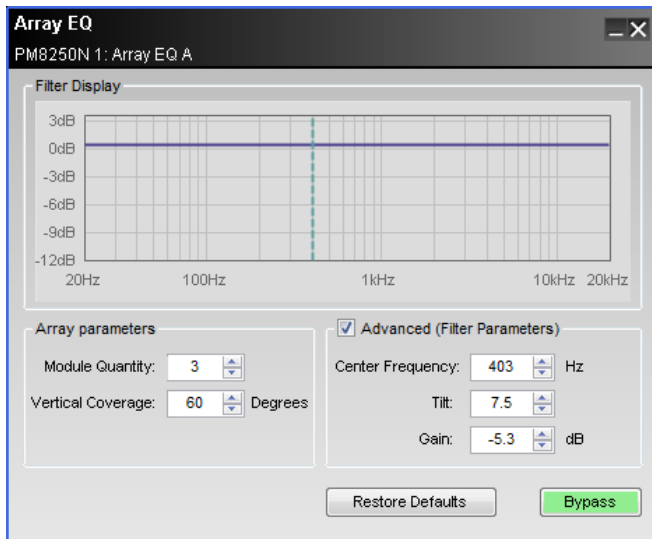 Array EQ
PM8250N 1: Array EQ A
Filter Display
3dB
0dB
-3dB
-6dB
-9dB
-12dB
20Hz 100Hz 1kHz 10kHz 20kHz
Array parameters
Module Quantity: 3
Vertical Coverage: 60 Degrees
Advanced (Filter Parameters)
Center Frequency: 403 Hz
Tilt: 7.5
Gain: -5.3 dB
Restore Defaults
Bypass